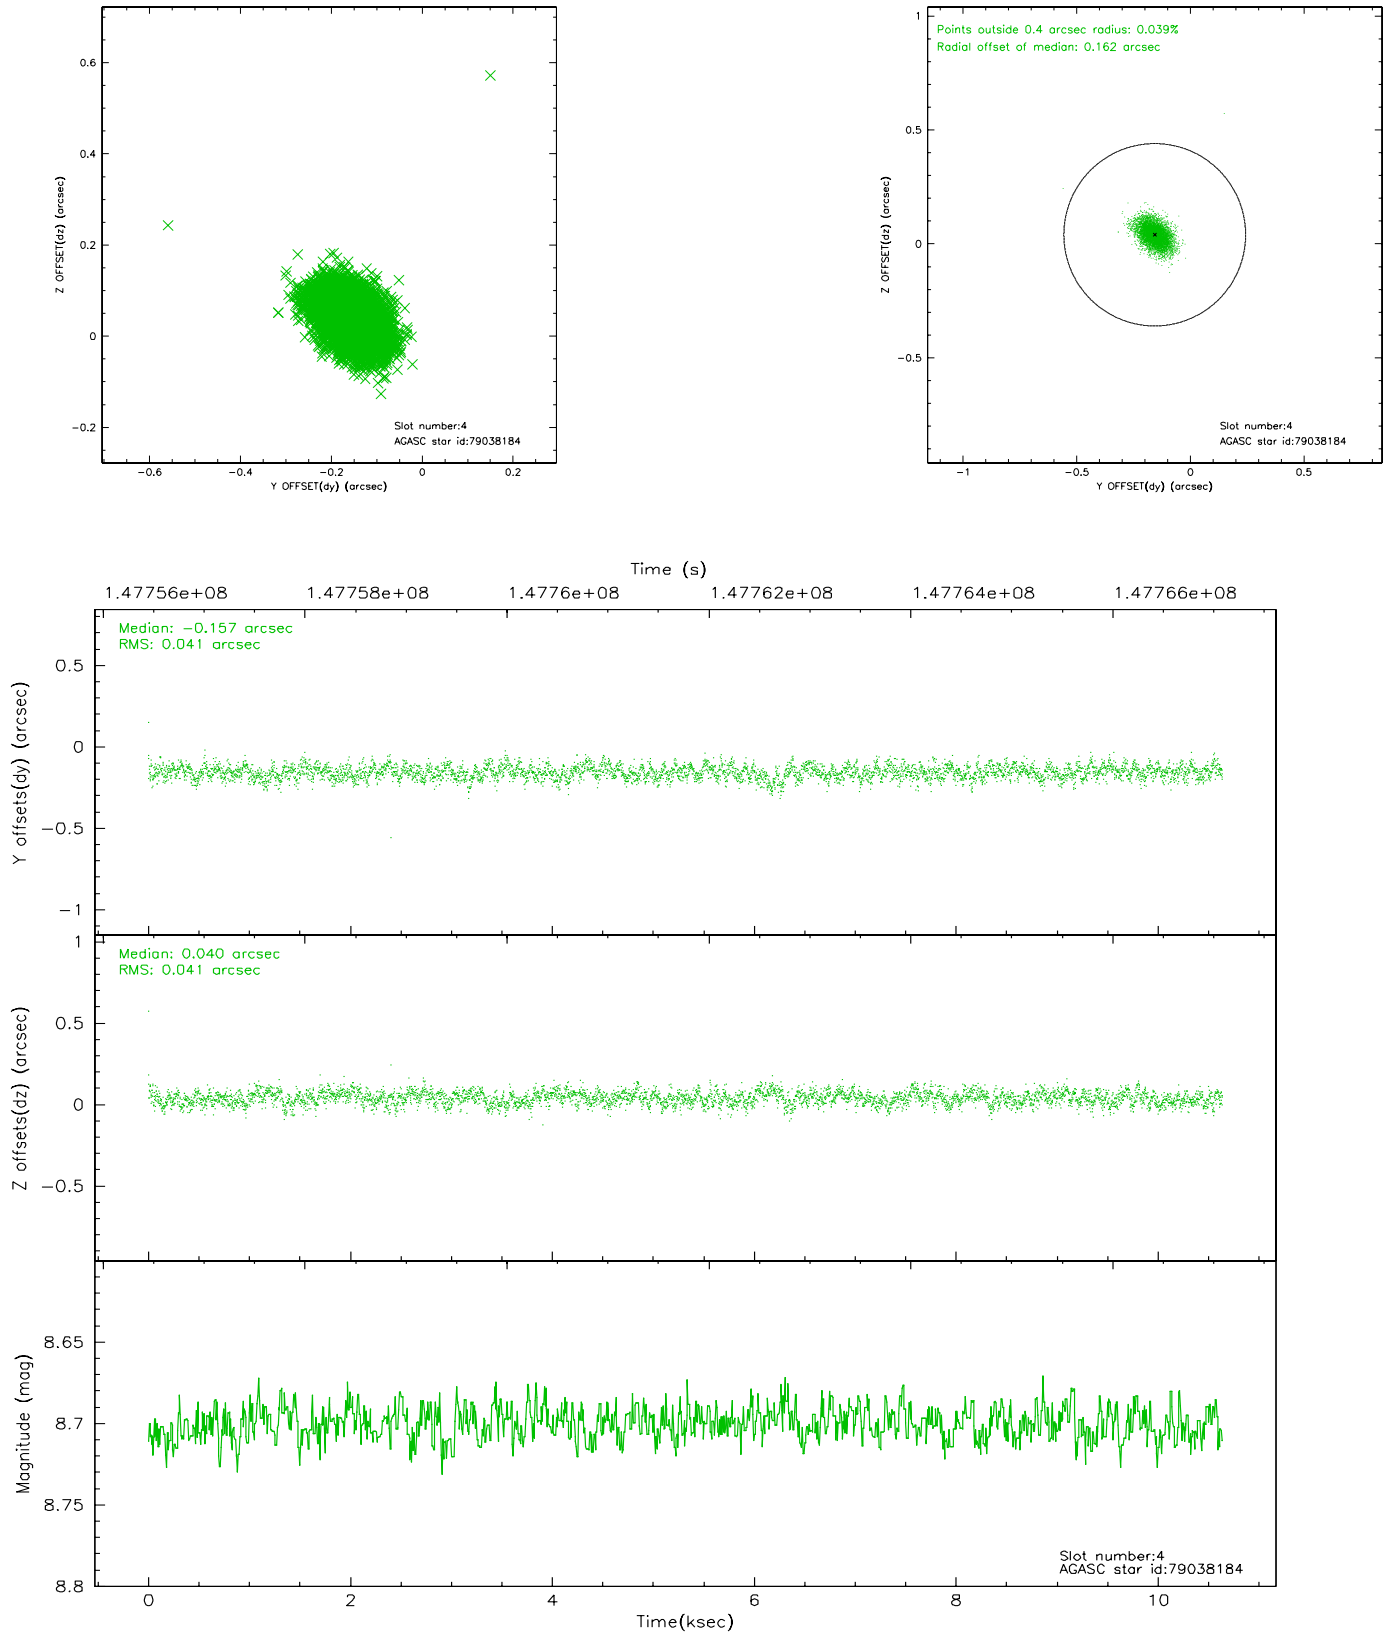 0.6
0.4
0.2
0
−0.2
Z OFFSET(dz) (arcsec)
Slot number:4
AGASC star id:79038184
−0.6 −0.4 −0.2 0 0.2
Y OFFSET(dy) (arcsec)
Points outside 0.4 arcsec radius: 0.039%
Radial offset of median: 0.162 arcsec
1
0.5
0
−0.5
Z OFFSET(dz) (arcsec)
Slot number:4
AGASC star id:79038184
−1 −0.5 0 0.5
Y OFFSET(dy) (arcsec)
Time (s)
1.47756e+08 1.47758e+08 1.4776e+08 1.47762e+08 1.47764e+08 1.47766e+08
Median: −0.157 arcsec
RMS: 0.041 arcsec
0.5
0
−0.5
−1
Y offsets(dy) (arcsec)
Median: 0.040 arcsec
RMS: 0.041 arcsec
1
0.5
0
−0.5
Z offsets(dz) (arcsec)
8.65
8.7
8.75
8.8
Magnitude (mag)
Slot number:4
AGASC star id:79038184
0 2 4 6 8 10
Time(ksec)